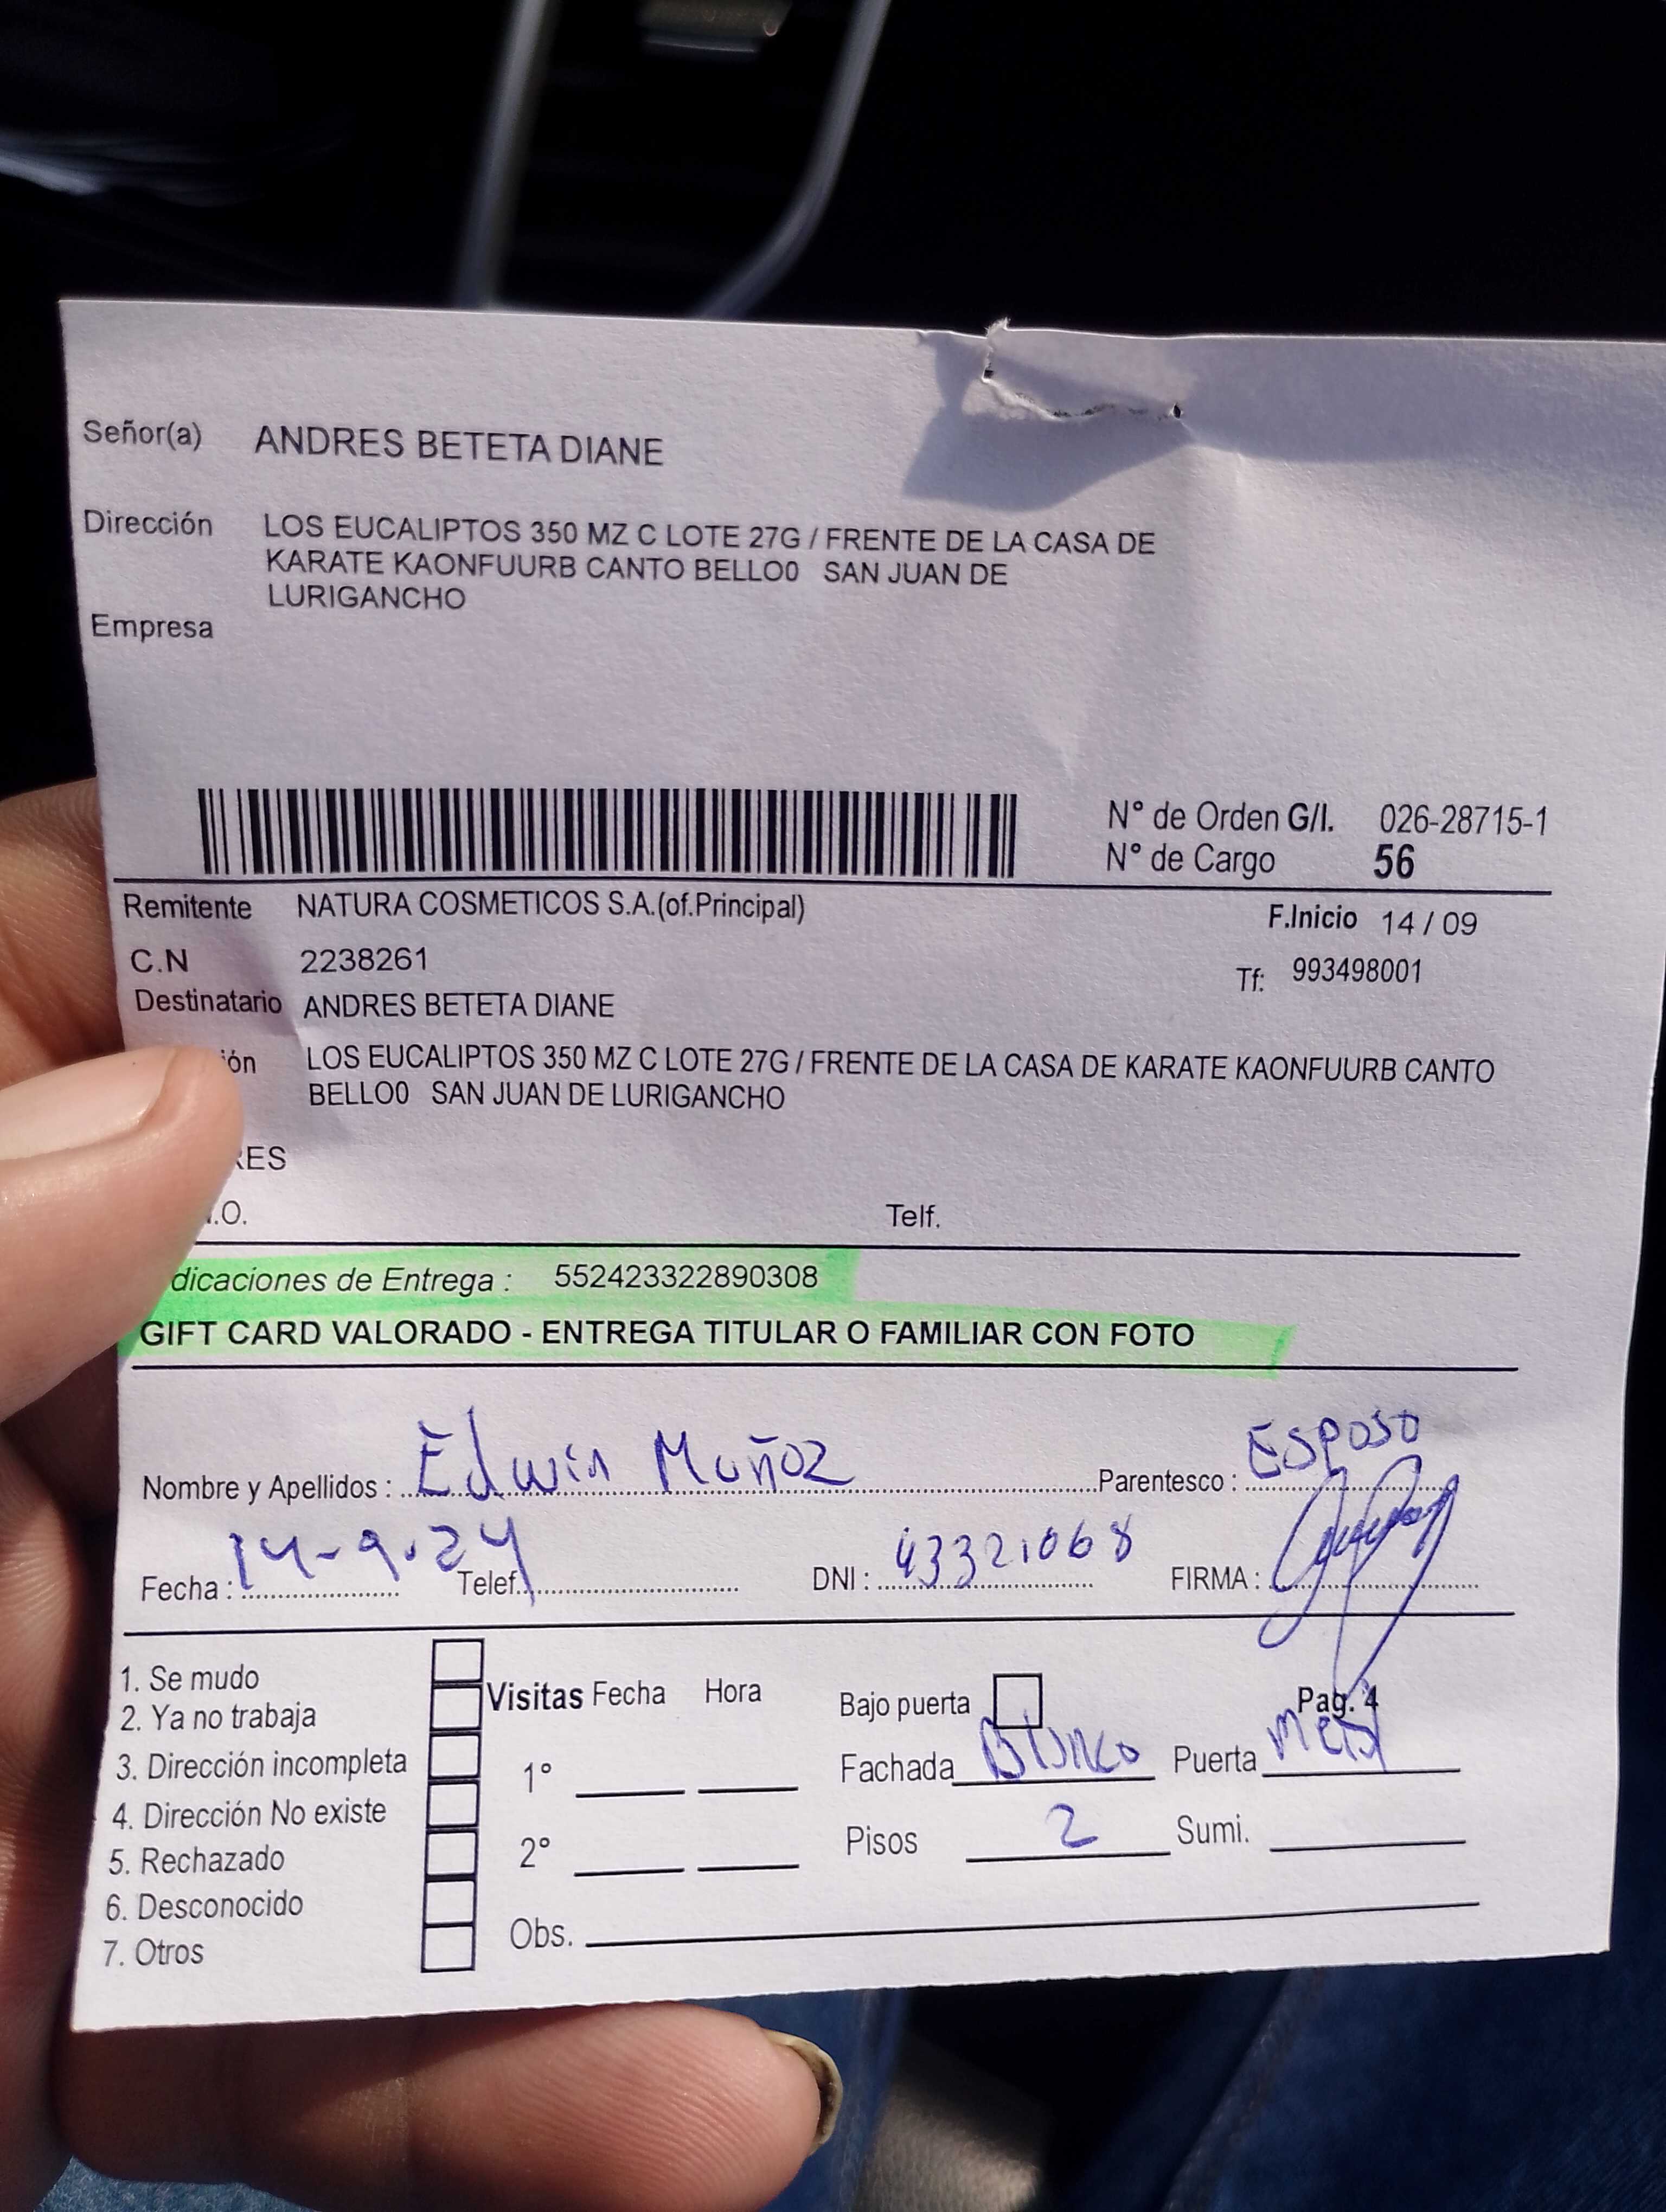 Señor(a) ANDRES BETETA DIANE
Dirección LOS EUCALIPTOS 350 MZ C LOTE 27G / FRENTE DE LA CASA DE
KARATE KAONFUURB CANTO BELLO0 SAN JUAN DE
LURIGANCHO
Empresa
N° de Orden G/I. 026-28715-1
N° de Cargo 56
Remitente NATURA COSMETICOS S.A.(of.Principal) F.Inicio 14 / 09
C.N 2238261 Tf: 993498001
Destinatario ANDRES BETETA DIANE
ión LOS EUCALIPTOS 350 MZ C LOTE 27G / FRENTE DE LA CASA DE KARATE KAONFUURB CANTO
BELLO0 SAN JUAN DE LURIGANCHO
RES
.O. Telf.
dicaciones de Entrega : 552423322890308
GIFT CARD VALORADO - ENTREGA TITULAR O FAMILIAR CON FOTO
Nombre y Apellidos : Edwin Muñoz Parentesco : ESPOSO
Fecha : 14-9.24 Telef. DNI : 43321068 FIRMA :
1. Se mudo
2. Ya no trabaja
3. Dirección incompleta
4. Dirección No existe
5. Rechazado
6. Desconocido
7. Otros
Visitas Fecha Hora
1°
2°
Obs.
Bajo puerta Pag. 4
Fachada Blanco Puerta
Pisos 2 Sumi.